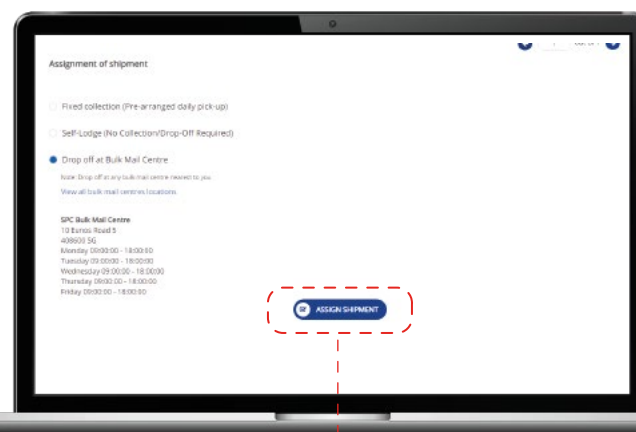 Assignment of shipment
Fixed collection (Pre-arranged daily pick-up)
Self-Lodge (No Collection/Drop-Off Required)
Drop off at Bulk Mail Centre
Note: Drop off at any bulk mail centre nearest to you
View all bulk mail centres locations
SPC Bulk Mail Centre
10 Eunos Road 5
408600 SG
Monday 09:00:00 - 18:00:00
Tuesday 09:00:00 - 18:00:00
Wednesday 09:00:00 - 18:00:00
Thursday 09:00:00 - 18:00:00
Friday 09:00:00 - 18:00:00
ASSIGN SHIPMENT